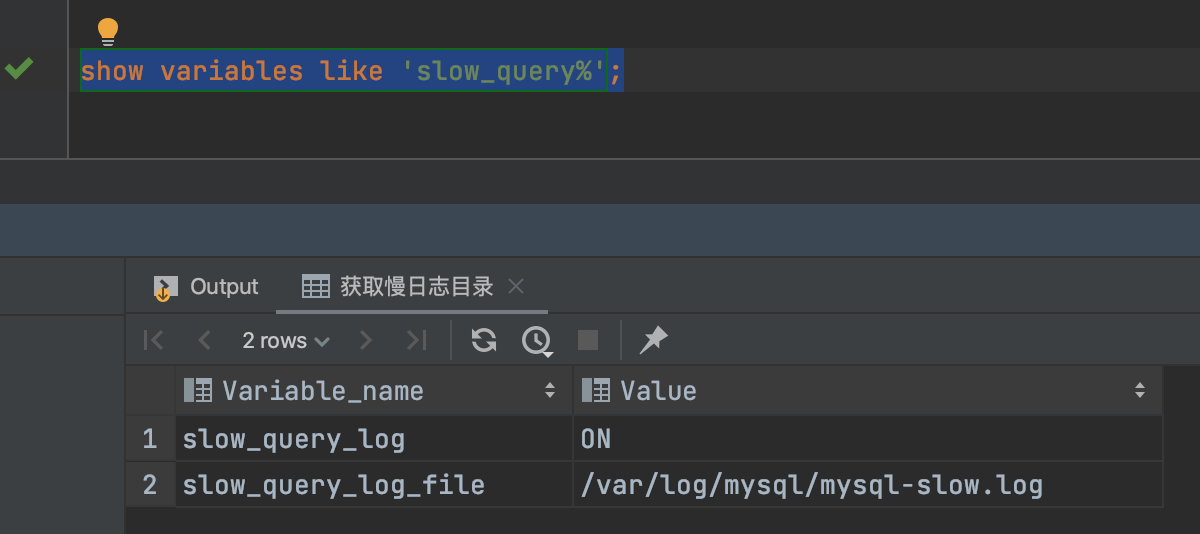 show variables like 'slow_query%';
Output 获取慢日志目录
2 rows
Variable_name Value
1 slow_query_log ON
2 slow_query_log_file /var/log/mysql/mysql-slow.log